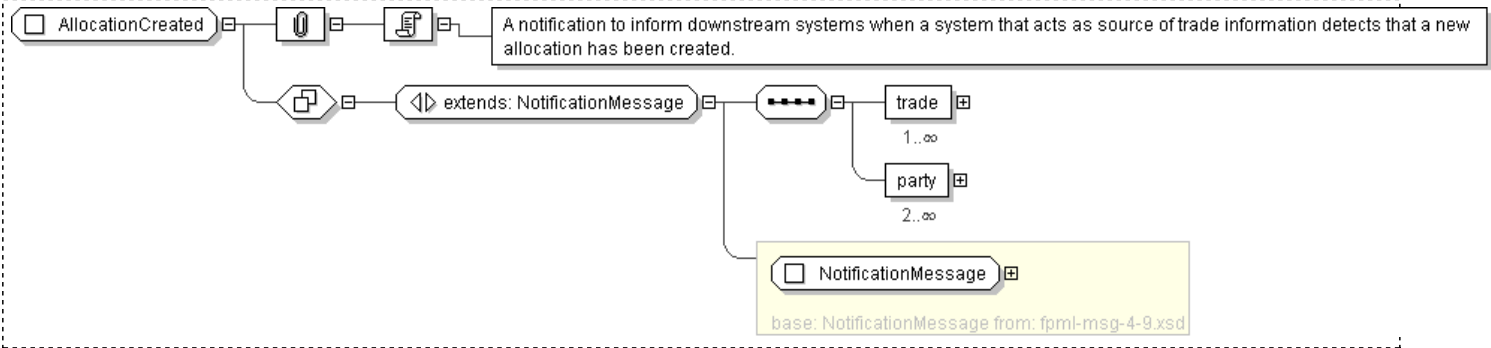 AllocationCreated
A notification to inform downstream systems when a system that acts as source of trade information detects that a new
allocation has been created.
extends: NotificationMessage
trade
1..∞
party
2..∞
NotificationMessage
base: NotificationMessage from: fpml-msg-4-9.xsd